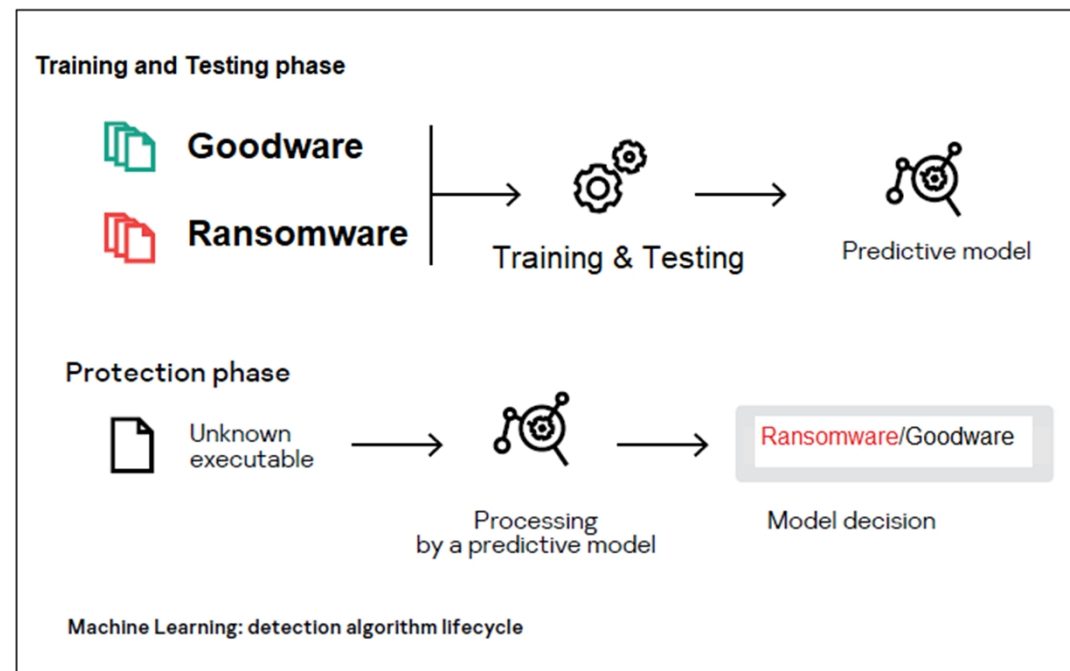 Training and Testing phase
Goodware
Ransomware
Training & Testing
Predictive model
Protection phase
Unknown
executable
Processing
by a predictive model
Ransomware/Goodware
Model decision
Machine Learning: detection algorithm lifecycle